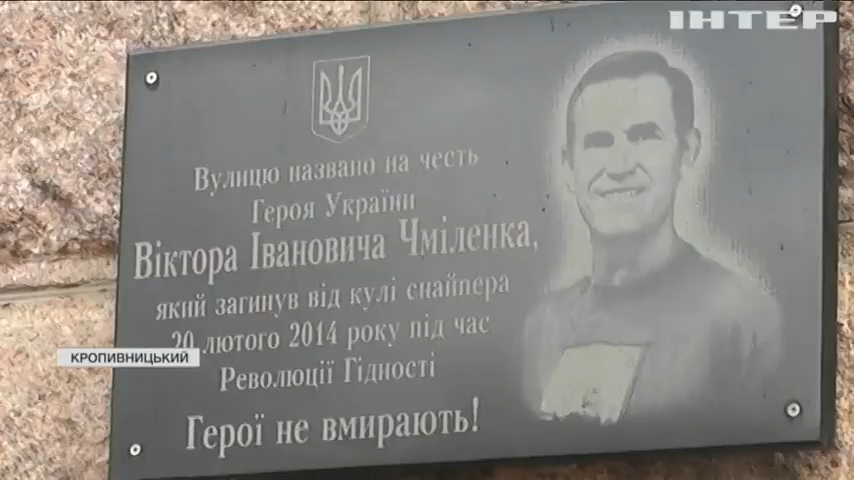 ІНТЕР
Вулицю названо на честь
Героя України
Віктора Івановича Чміленка,
який загинув від кулі снайпера
20 лютого 2014 року під час
Революції Гідності
Герої не вмирають!
КРОПИВНИЦЬКИЙ